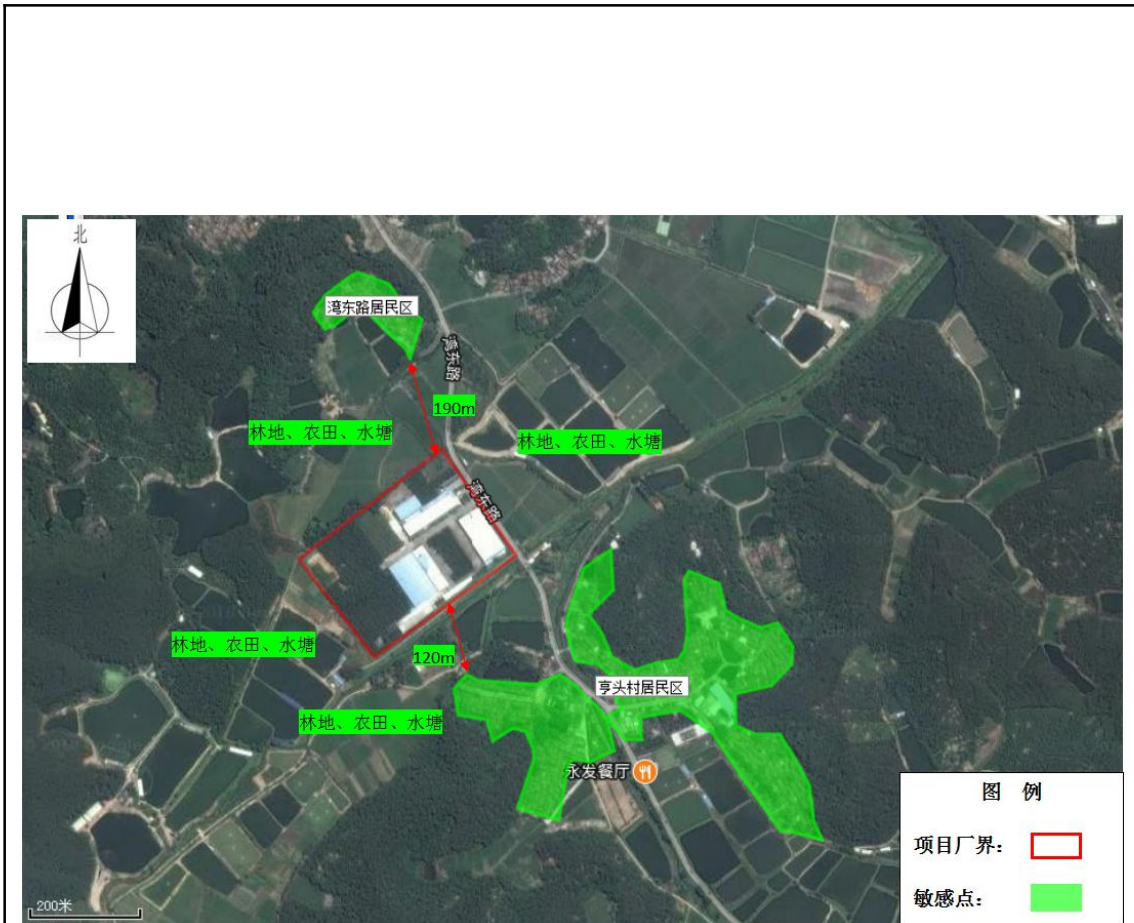 北
湾东路居民区
湾东路
190m
林地、农田、水塘
林地、农田、水塘
湾东路
林地、农田、水塘
120m
亨头村居民区
林地、农田、水塘
永发餐厅
图 例
项目厂界：
敏感点：
200米